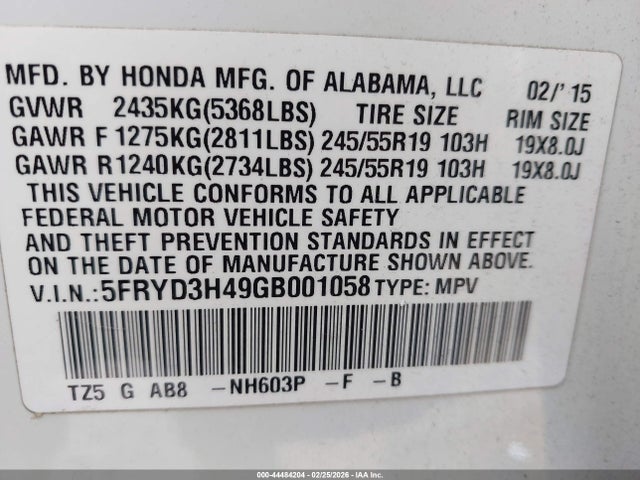 MFD. BY HONDA MFG. OF ALABAMA, LLC 02/'15
GVWR 2435KG(5368LBS) TIRE SIZE RIM SIZE
GAWR F 1275KG(2811LBS) 245/55R19 103H 19X8.0J
GAWR R1240KG(2734LBS) 245/55R19 103H 19X8.0J
THIS VEHICLE CONFORMS TO ALL APPLICABLE
FEDERAL MOTOR VEHICLE SAFETY
AND THEFT PREVENTION STANDARDS IN EFFECT
ON THE DATE OF MANUFACTURE SHOWN ABOVE.
V.I.N.:5FRYD3H49GB001058 TYPE: MPV
TZ5 G AB8 -NH603P -F -B
000-44484204 - 02/25/2026 - IAA Inc.